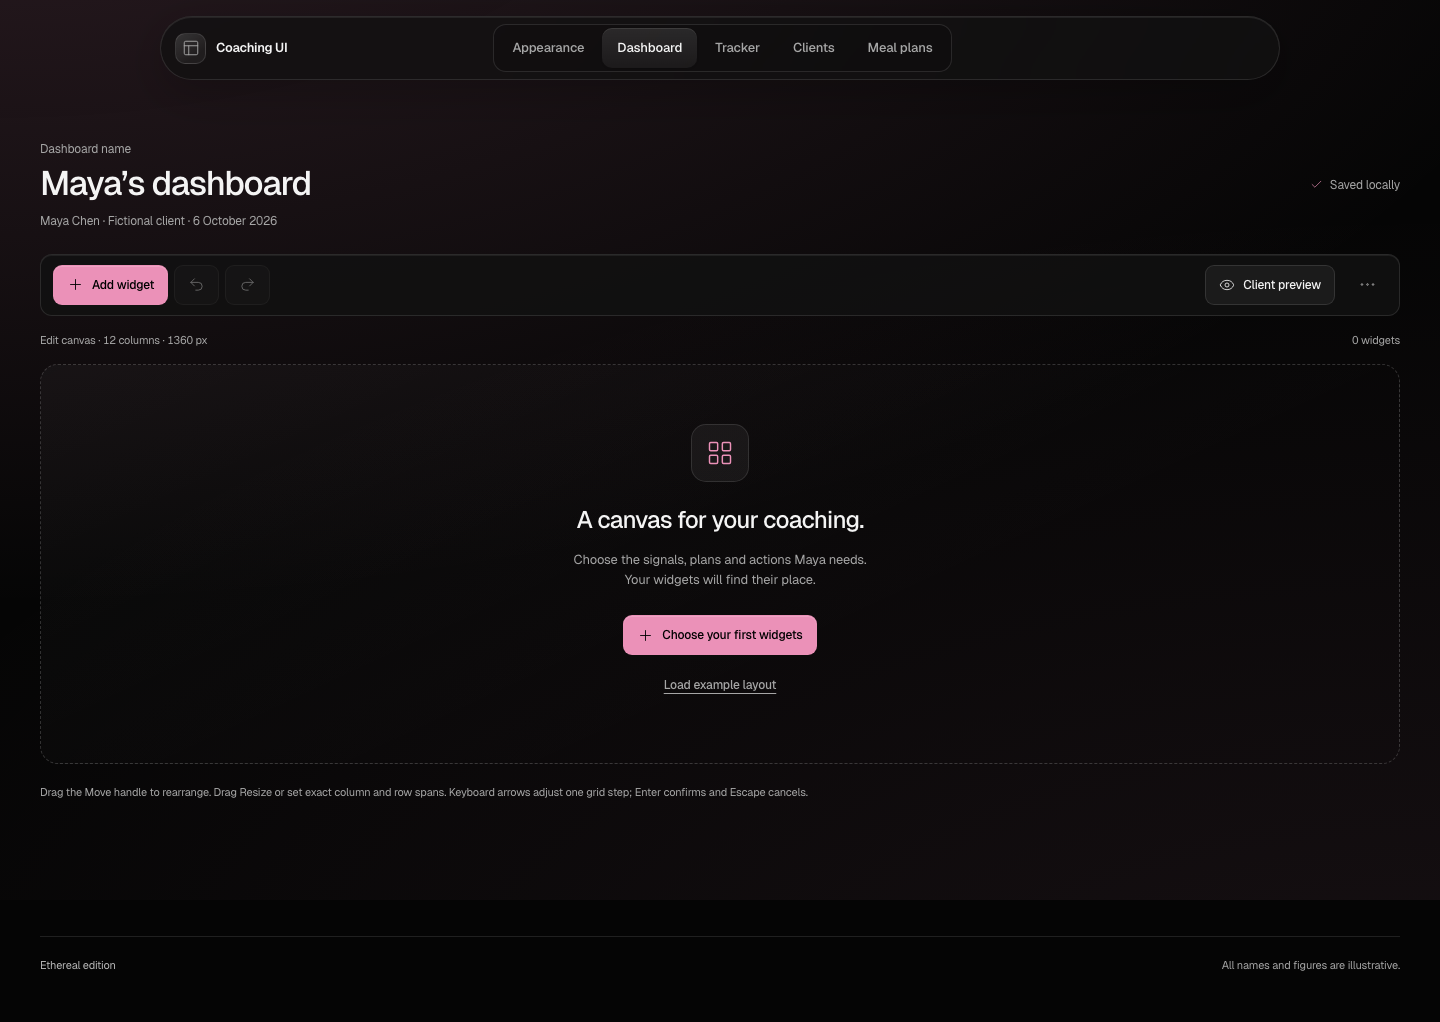 Coaching UI
Appearance
Dashboard
Tracker
Clients
Meal plans
Dashboard name
Maya’s dashboard
Saved locally
Maya Chen · Fictional client · 6 October 2026
Add widget
Client preview
Edit canvas · 12 columns · 1360 px
0 widgets
A canvas for your coaching.
Choose the signals, plans and actions Maya needs.
Your widgets will find their place.
Choose your first widgets
Load example layout
Drag the Move handle to rearrange. Drag Resize or set exact column and row spans. Keyboard arrows adjust one grid step; Enter confirms and Escape cancels.
Ethereal edition
All names and figures are illustrative.